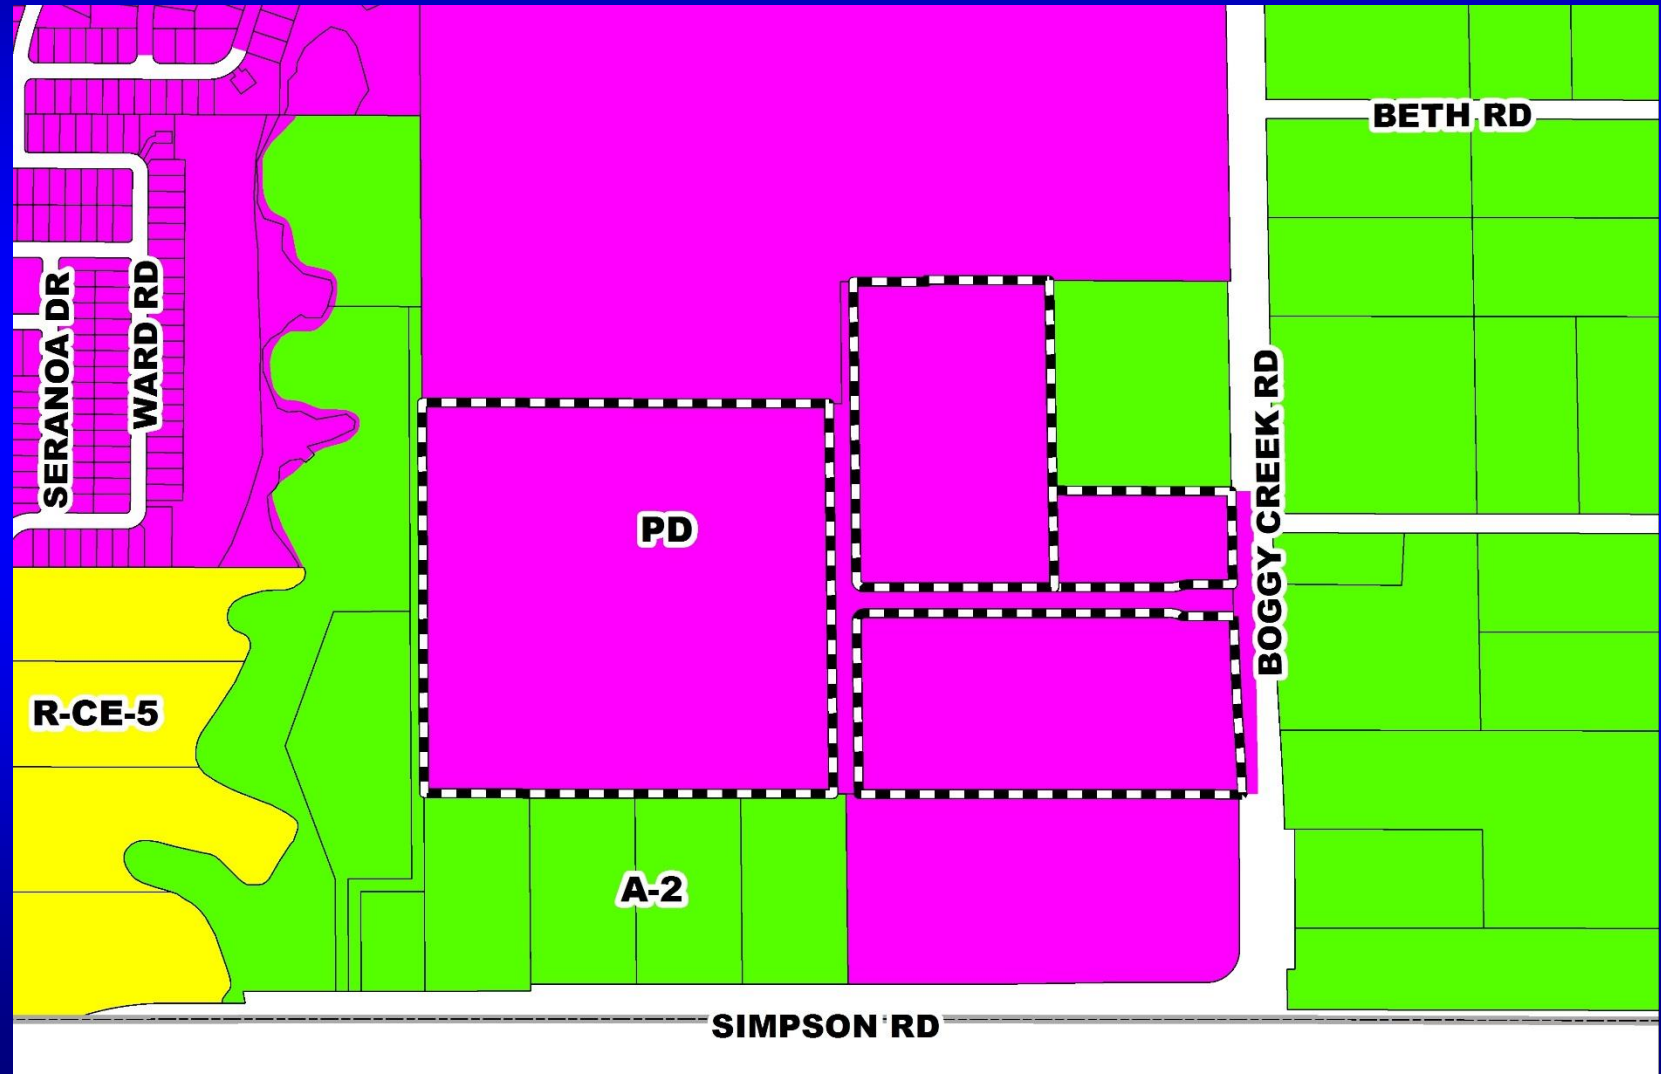 BETH RD
SERANOA DR
WARD RD
BOGGY CREEK RD
PD
R-CE-5
A-2
SIMPSON RD